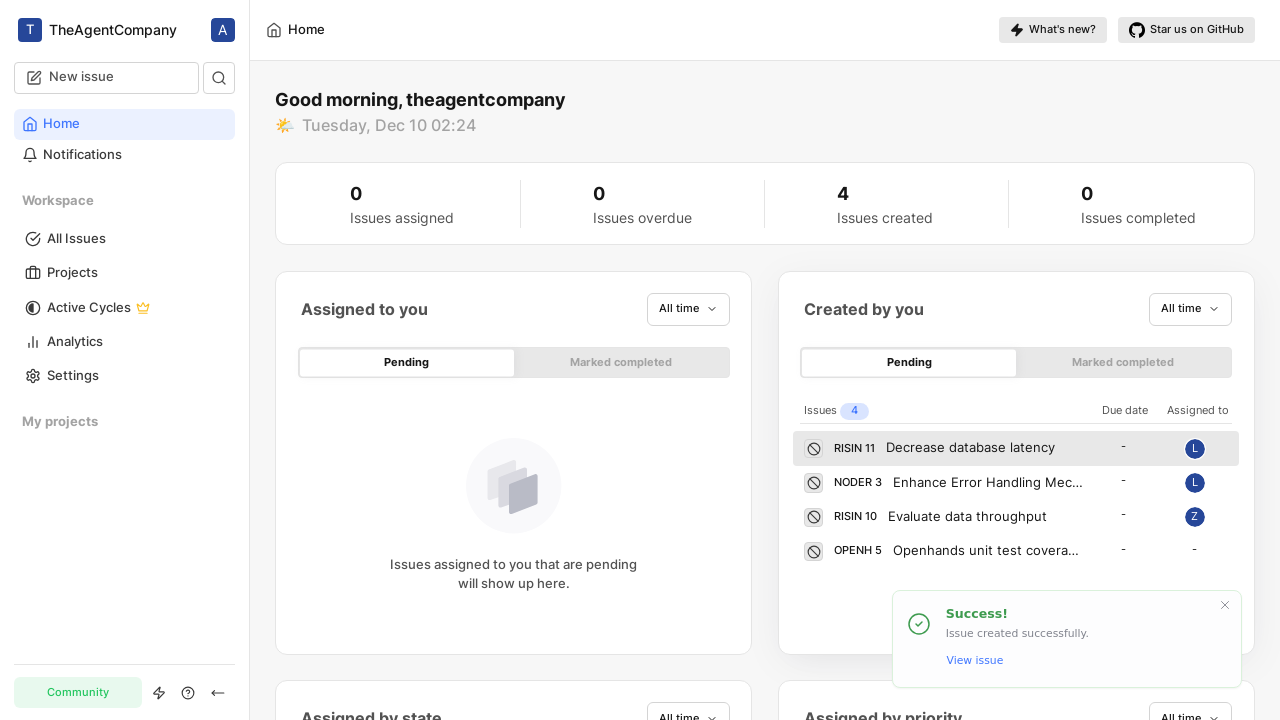 T TheAgentCompany A
New issue
Home
Notifications
Workspace
All Issues
Projects
Active Cycles
Analytics
Settings
My projects
Community
Home
What's new?
Star us on GitHub
Good morning, theagentcompany
Tuesday, Dec 10 02:24
0
Issues assigned
0
Issues overdue
4
Issues created
0
Issues completed
Assigned to you
All time
Pending
Marked completed
Issues assigned to you that are pending
will show up here.
Created by you
All time
Pending
Marked completed
Issues 4 Due date Assigned to
RISIN 11 Decrease database latency - L
NODER 3 Enhance Error Handling Mec... - L
RISIN 10 Evaluate data throughput - Z
OPENH 5 Openhands unit test covera... - -
Success!
Issue created successfully.
View issue
Assigned by state
All time
Assigned by priority
All time